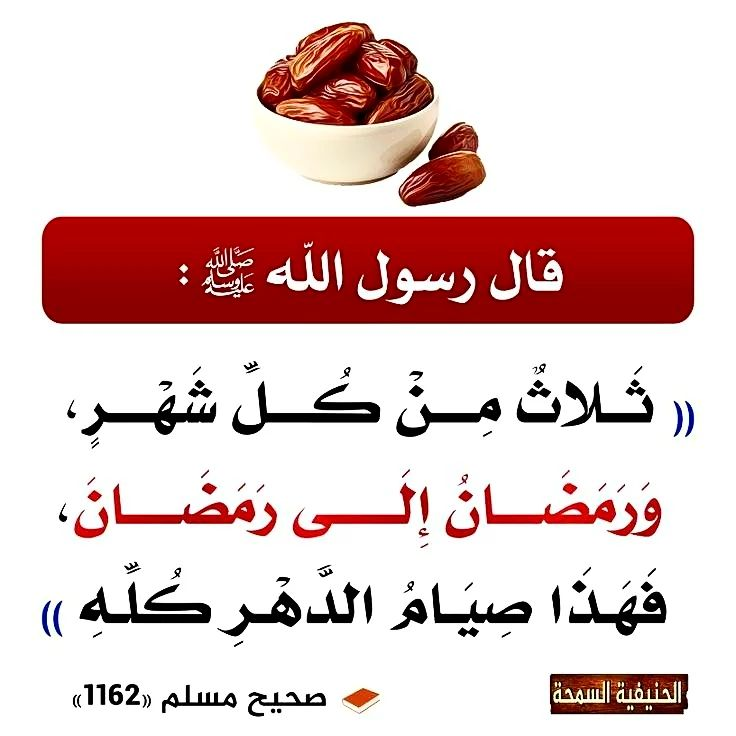 قال رسول الله ﷺ :
(( ثَلاثٌ مِنْ كُلِّ شَهْرٍ،
وَرَمَضَانُ إِلَى رَمَضَانَ،
فَهَذَا صِيَامُ الدَّهْرِ كُلِّهِ ))
صحيح مسلم ((1162))
الحنيفية السمحة